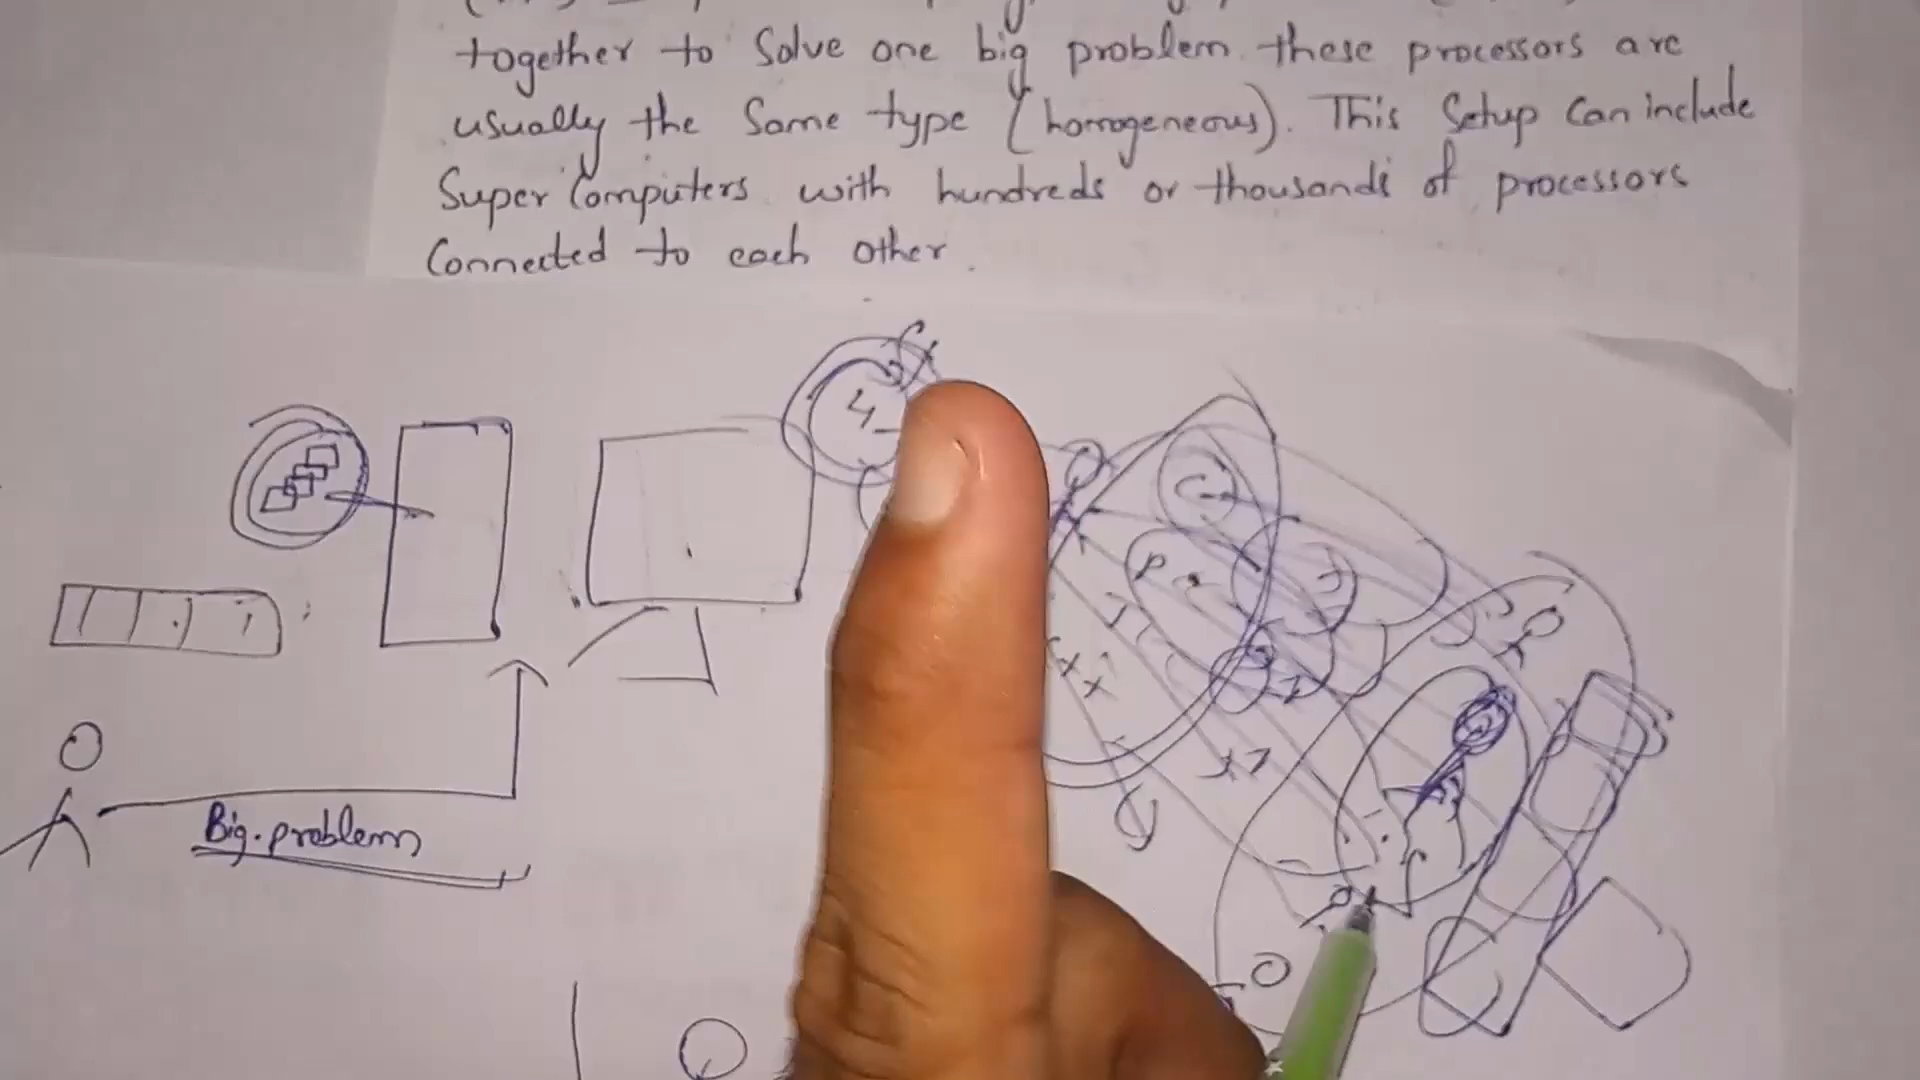 together to Solve one big problem these processors are
usually the Same type (homogeneous). This Setup Can include
Super Computers with hundreds or thousands of processors
Connected to each other.
Big. problem